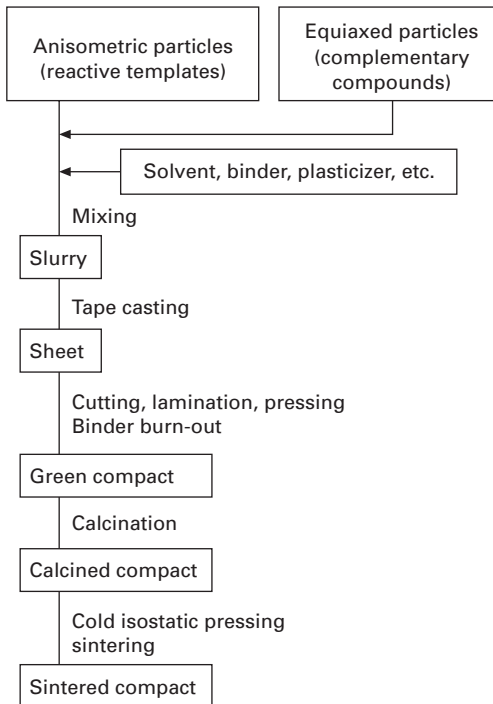 Anisometric particles
(reactive templates)
Equiaxed particles
(complementary
compounds)
Solvent, binder, plasticizer, etc.
Mixing
Slurry
Tape casting
Sheet
Cutting, lamination, pressing
Binder burn-out
Green compact
Calcination
Calcined compact
Cold isostatic pressing
sintering
Sintered compact